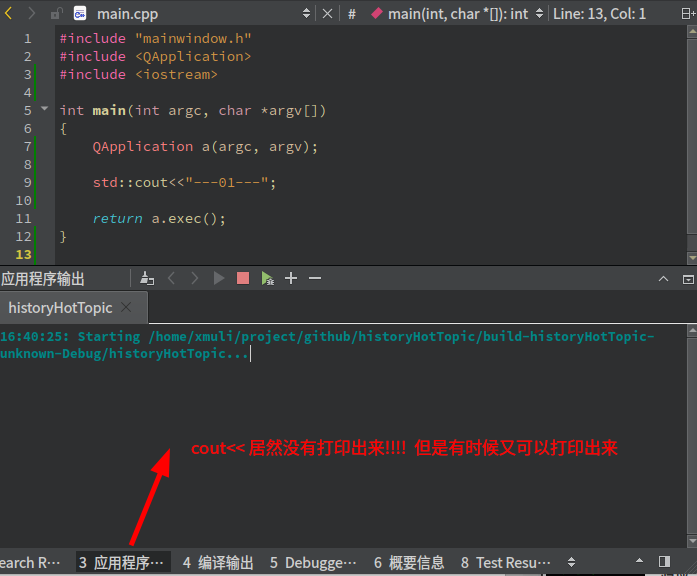 main.cpp # main(int, char *[]): int Line: 13, Col: 1
1 #include "mainwindow.h"
2 #include <QApplication>
3 #include <iostream>
4
5 int main(int argc, char *argv[])
6 {
7 QApplication a(argc, argv);
8
9 std::cout<<"---01---";
10
11 return a.exec();
12 }
13
应用程序输出
historyHotTopic
16:40:25: Starting /home/xmuli/project/github/historyHotTopic/build-historyHotTopic-
unknown-Debug/historyHotTopic...
cout<< 居然没有打印出来!!!! 但是有时候又可以打印出来
earch R… 3 应用程序… 4 编译输出 5 Debugge… 6 概要信息 8 Test Resu…